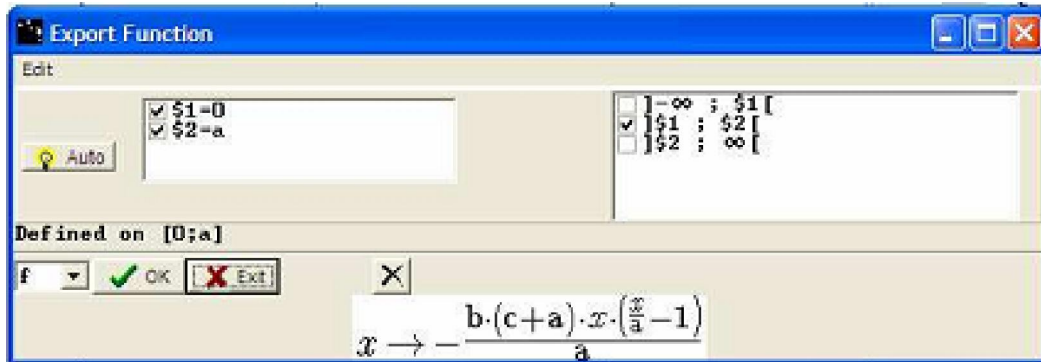 Export Function
Edit
$1=0
$2=a
]-∞ ; $1[
]$1 ; $2[
]$2 ; ∞[
Auto
Defined on [0;a]
f OK Exit
x → - b·(c+a)·x·(x/a-1) / a